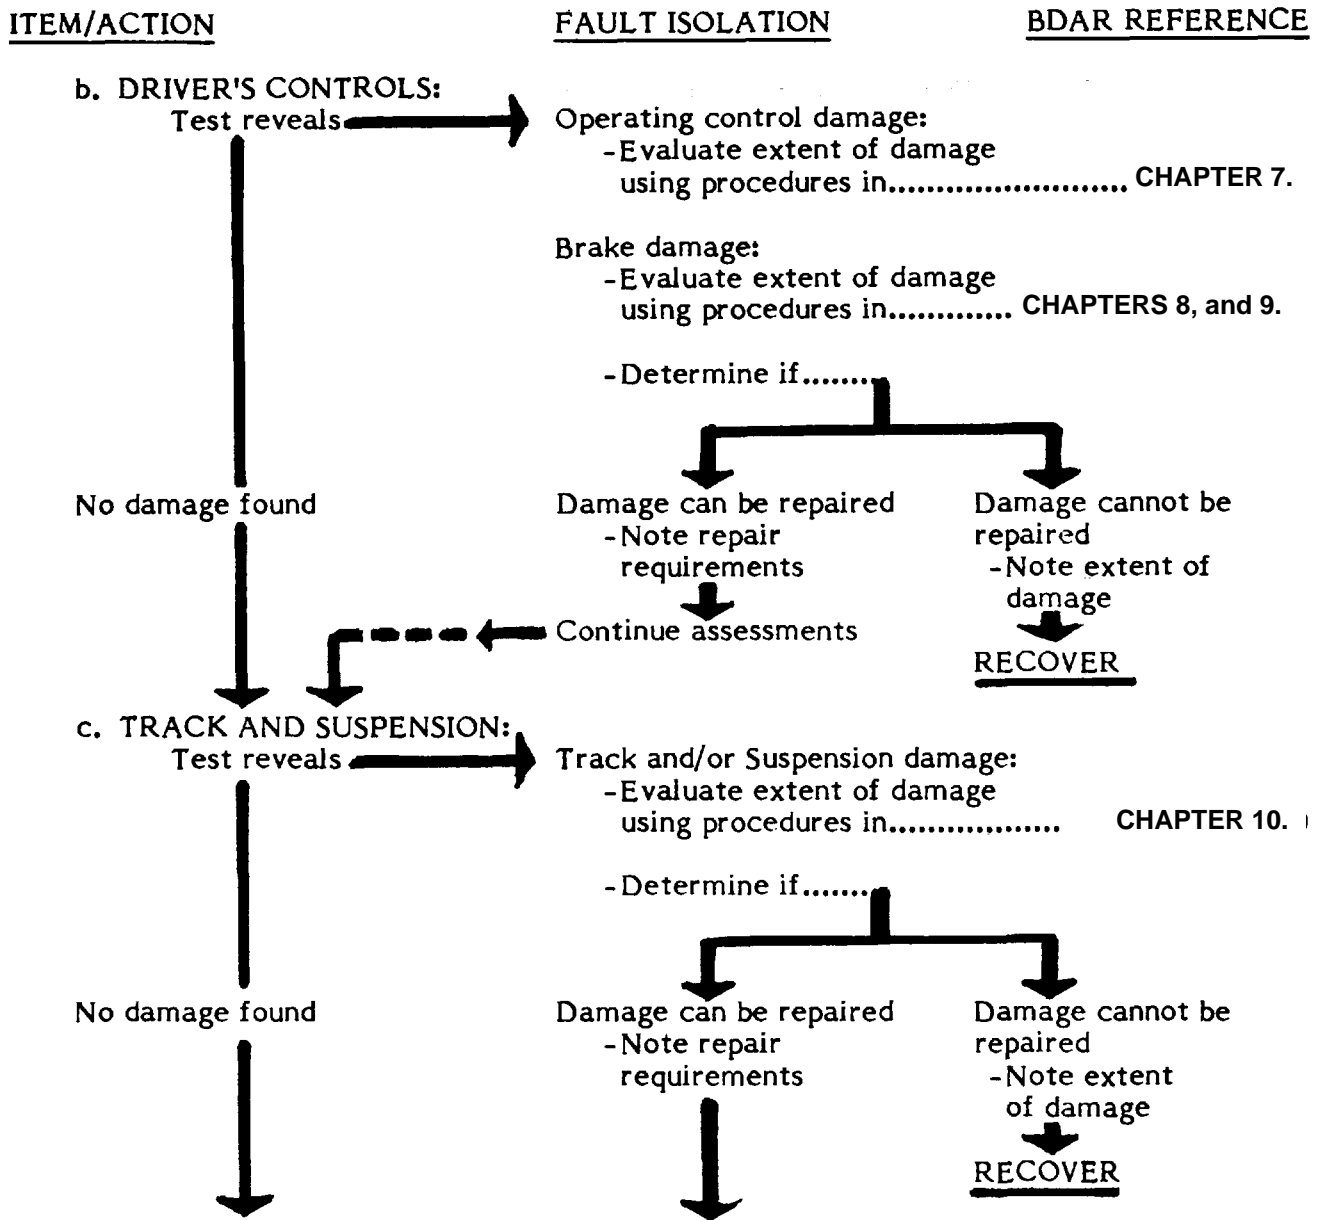 ITEM/ACTION FAULT ISOLATION BDAR REFERENCE
b. DRIVER'S CONTROLS:
Test reveals
Operating control damage:
-Evaluate extent of damage
using procedures in.......................... CHAPTER 7.
Brake damage:
-Evaluate extent of damage
using procedures in............. CHAPTERS 8, and 9.
-Determine if........
No damage found
Damage can be repaired
-Note repair
requirements
Continue assessments
Damage cannot be
repaired
-Note extent of
damage
RECOVER
c. TRACK AND SUSPENSION:
Test reveals
Track and/or Suspension damage:
-Evaluate extent of damage
using procedures in.................. CHAPTER 10.
-Determine if........
No damage found
Damage can be repaired
-Note repair
requirements
Damage cannot be
repaired
-Note extent
of damage
RECOVER